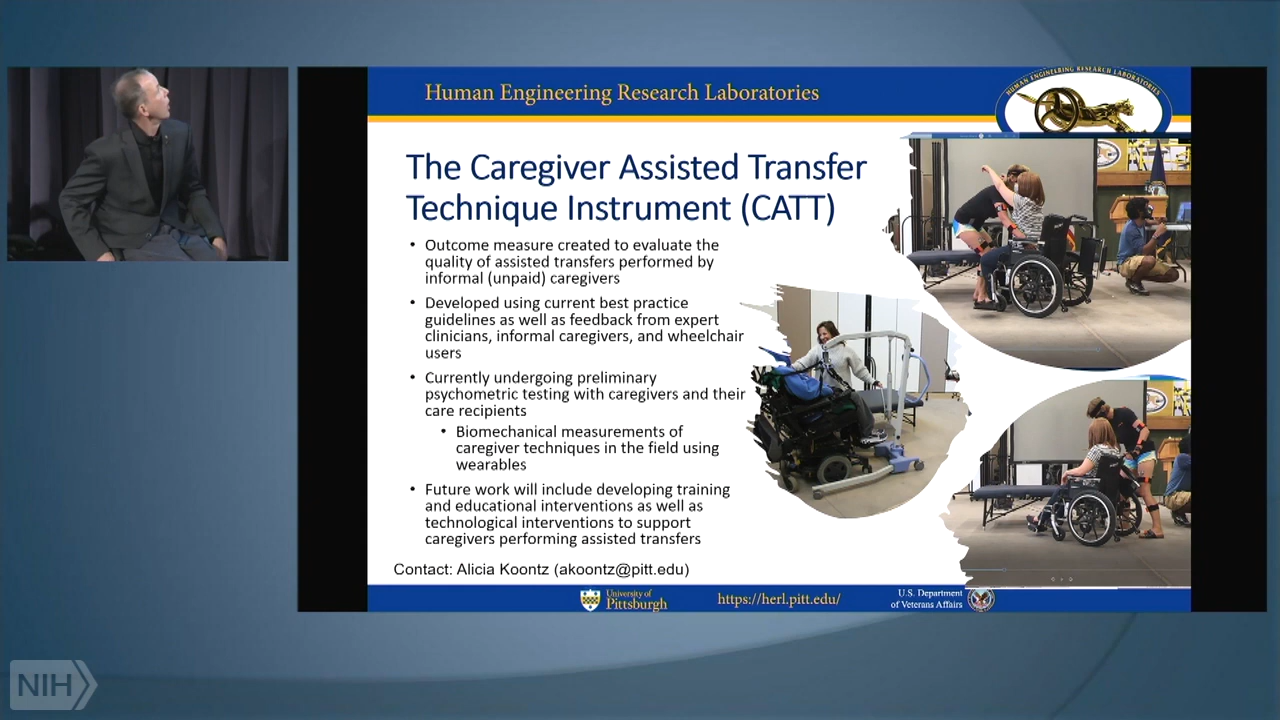 Human Engineering Research Laboratories
HUMAN ENGINEERING RESEARCH LABORATORIES
The Caregiver Assisted Transfer
Technique Instrument (CATT)
• Outcome measure created to evaluate the
quality of assisted transfers performed by
informal (unpaid) caregivers
• Developed using current best practice
guidelines as well as feedback from expert
clinicians, informal caregivers, and wheelchair
users
• Currently undergoing preliminary
psychometric testing with caregivers and their
care recipients
• Biomechanical measurements of
caregiver techniques in the field using
wearables
• Future work will include developing training
and educational interventions as well as
technological interventions to support
caregivers performing assisted transfers
Contact: Alicia Koontz (akoontz@pitt.edu)
University of
Pittsburgh
https://herl.pitt.edu/
U.S. Department
of Veterans Affairs
NIH